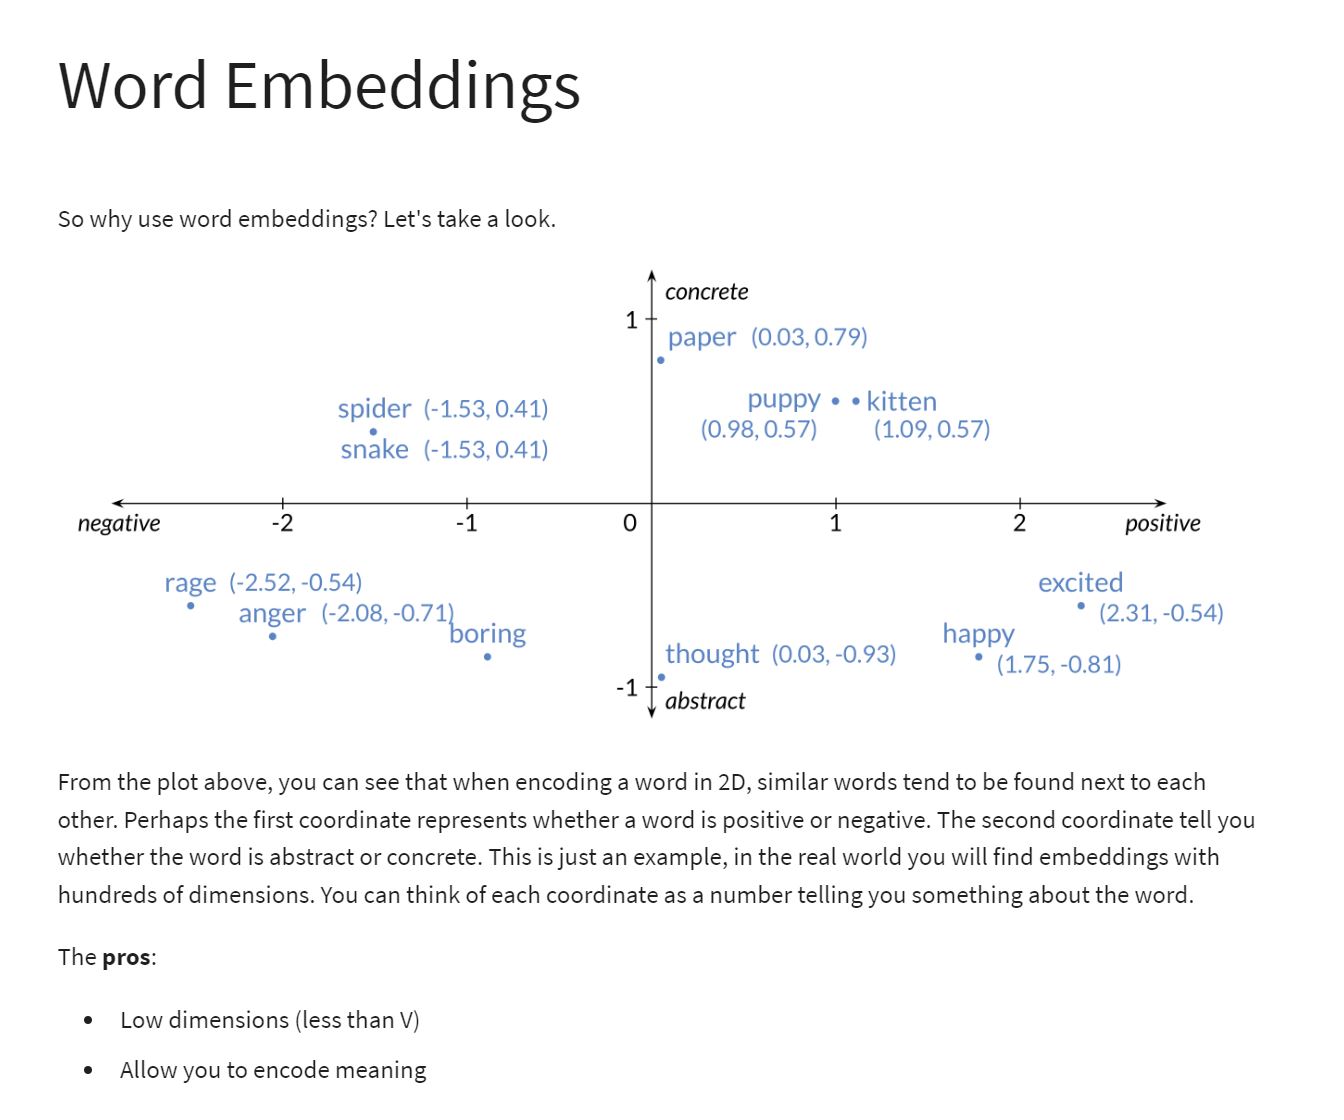 Word Embeddings
So why use word embeddings? Let's take a look.
concrete
1
paper (0.03, 0.79)
spider (-1.53, 0.41)
puppy kitten
(0.98, 0.57) (1.09, 0.57)
snake (-1.53, 0.41)
negative -2 -1 0 1 2 positive
rage (-2.52, -0.54) excited
anger (-2.08, -0.71) (2.31, -0.54)
boring happy
thought (0.03, -0.93) (1.75, -0.81)
-1
abstract
From the plot above, you can see that when encoding a word in 2D, similar words tend to be found next to each
other. Perhaps the first coordinate represents whether a word is positive or negative. The second coordinate tell you
whether the word is abstract or concrete. This is just an example, in the real world you will find embeddings with
hundreds of dimensions. You can think of each coordinate as a number telling you something about the word.
The pros:
• Low dimensions (less than V)
• Allow you to encode meaning